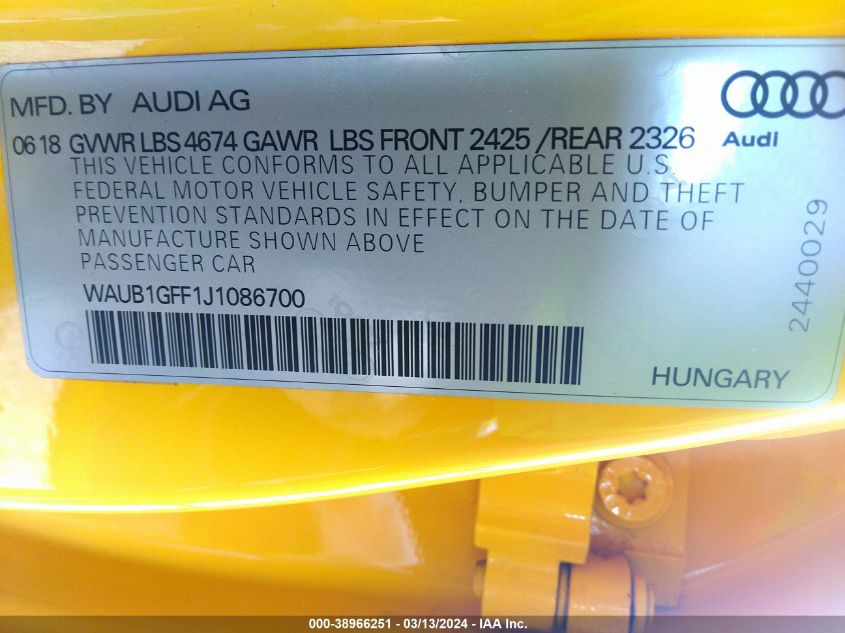 MFD. BY AUDI AG
06 18 GVWR LBS 4674 GAWR LBS FRONT 2425 /REAR 2326
Audi
THIS VEHICLE CONFORMS TO ALL APPLICABLE U.S.
FEDERAL MOTOR VEHICLE SAFETY, BUMPER AND THEFT
PREVENTION STANDARDS IN EFFECT ON THE DATE OF
MANUFACTURE SHOWN ABOVE
PASSENGER CAR
WAUB1GFF1J1086700
2440029
HUNGARY
000-38966251 / 03/13/2024 - IAA Inc.